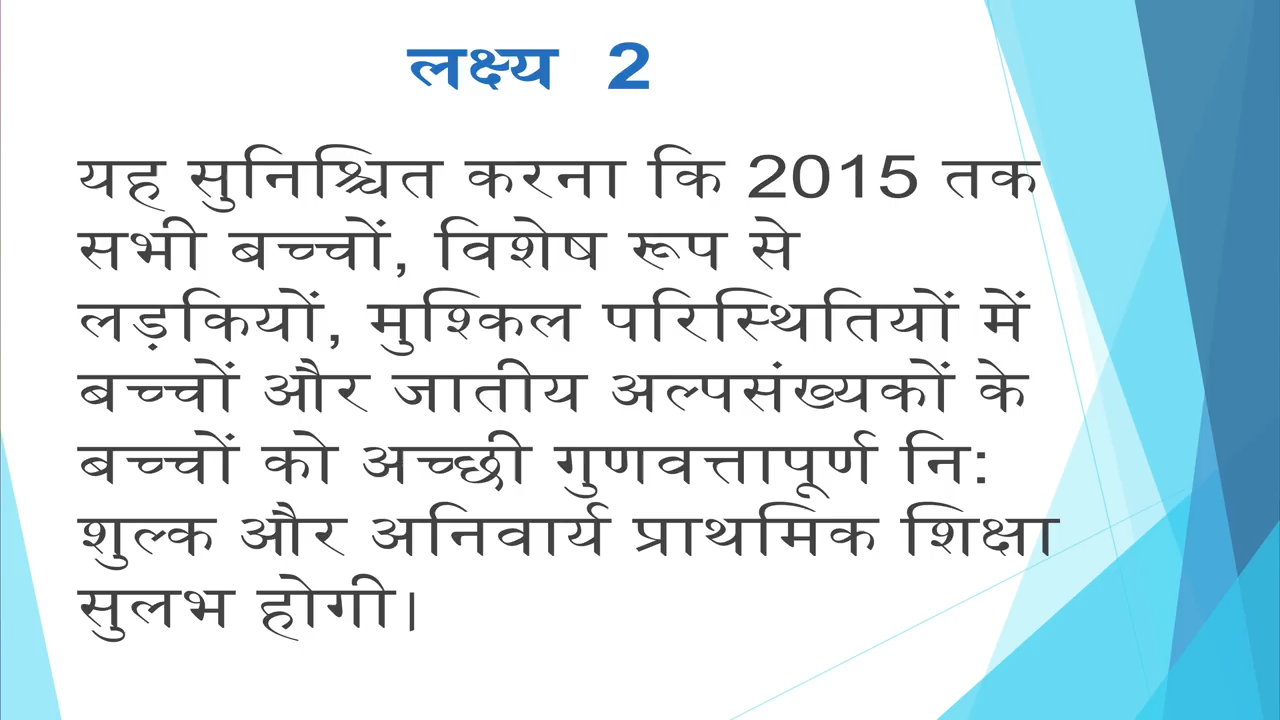 लक्ष्य 2
यह सुनिश्चित करना कि 2015 तक
सभी बच्चों, विशेष रूप से
लड़कियों, मुश्किल परिस्थितियों में
बच्चों और जातीय अल्पसंख्यकों के
बच्चों को अच्छी गुणवत्तापूर्ण नि:
शुल्क और अनिवार्य प्राथमिक शिक्षा
सुलभ होगी।